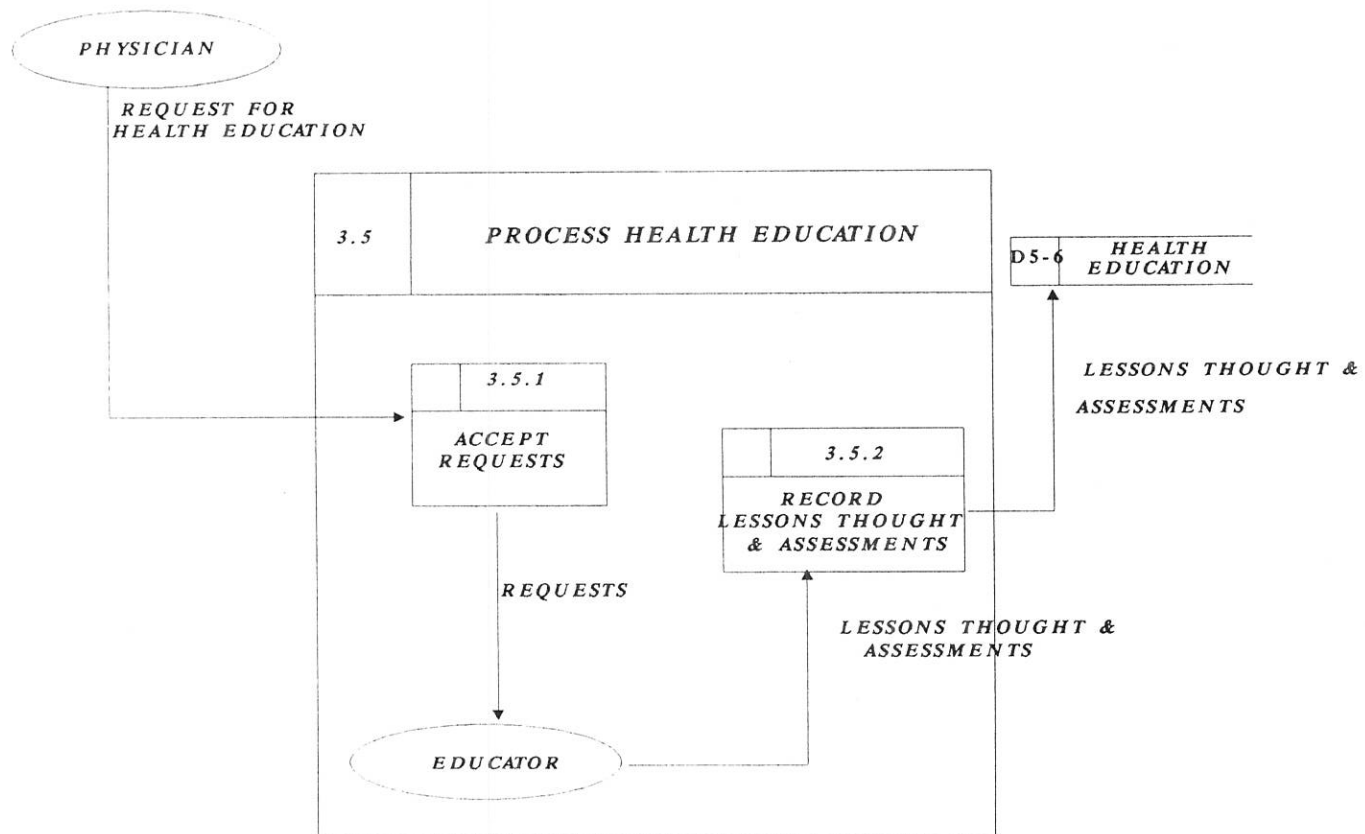 PHYSICIAN
REQUEST FOR
HEALTH EDUCATION
3.5
PROCESS HEALTH EDUCATION
D5-6
HEALTH
EDUCATION
3.5.1
ACCEPT
REQUESTS
LESSONS THOUGHT &
ASSESSMENTS
3.5.2
RECORD
LESSONS THOUGHT
& ASSESSMENTS
REQUESTS
LESSONS THOUGHT &
ASSESSMENTS
EDUCATOR